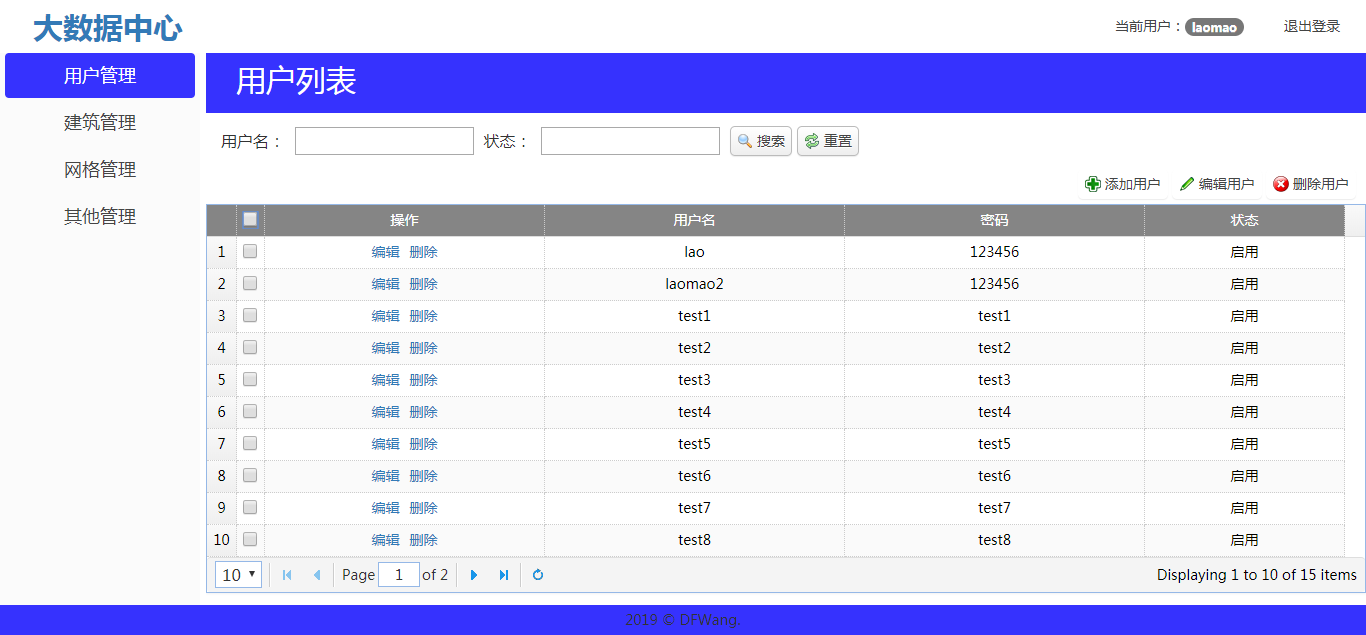 大数据中心
当前用户： laomao 退出登录
用户管理
建筑管理
网格管理
其他管理
用户列表
用户名： 状态： 搜索 重置
添加用户 编辑用户 删除用户
操作 用户名 密码 状态
1 编辑 删除 lao 123456 启用
2 编辑 删除 laomao2 123456 启用
3 编辑 删除 test1 test1 启用
4 编辑 删除 test2 test2 启用
5 编辑 删除 test3 test3 启用
6 编辑 删除 test4 test4 启用
7 编辑 删除 test5 test5 启用
8 编辑 删除 test6 test6 启用
9 编辑 删除 test7 test7 启用
10 编辑 删除 test8 test8 启用
10 Page 1 of 2 Displaying 1 to 10 of 15 items
2019 © DFWang.